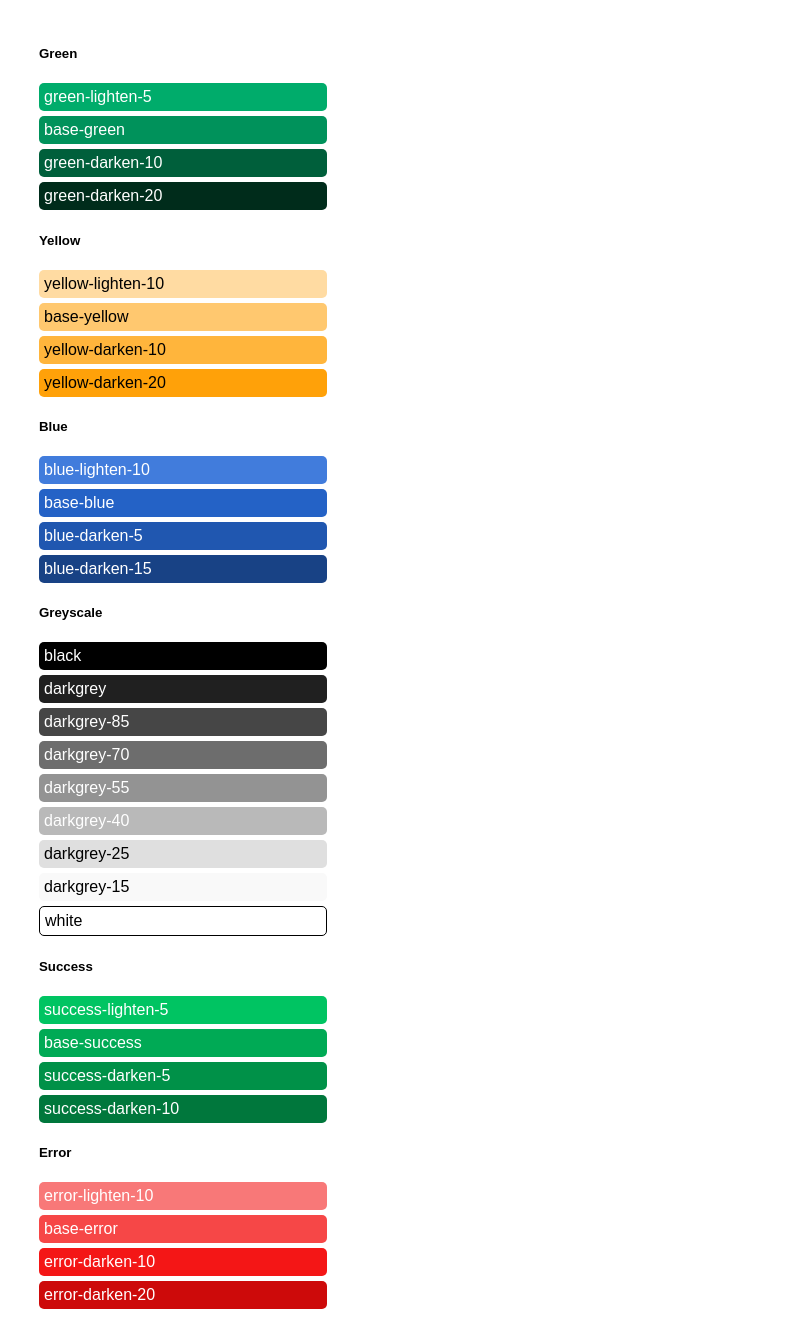 Green
green-lighten-5
base-green
green-darken-10
green-darken-20
Yellow
yellow-lighten-10
base-yellow
yellow-darken-10
yellow-darken-20
Blue
blue-lighten-10
base-blue
blue-darken-5
blue-darken-15
Greyscale
black
darkgrey
darkgrey-85
darkgrey-70
darkgrey-55
darkgrey-40
darkgrey-25
darkgrey-15
white
Success
success-lighten-5
base-success
success-darken-5
success-darken-10
Error
error-lighten-10
base-error
error-darken-10
error-darken-20